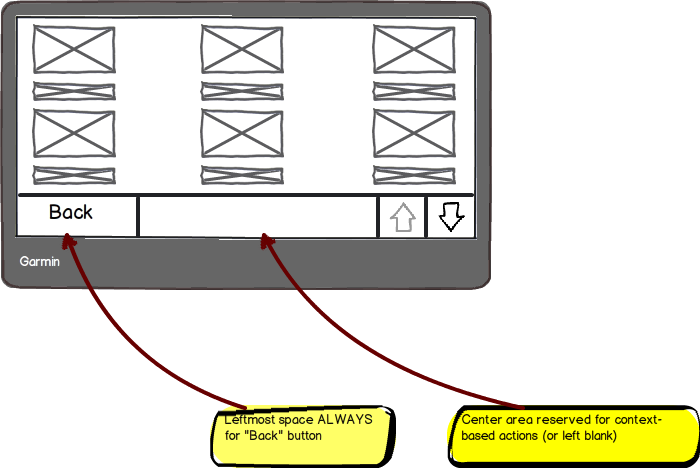 Back
Garmin
Leftmost space ALWAYS
for "Back" button
Center area reserved for context-
based actions (or left blank)